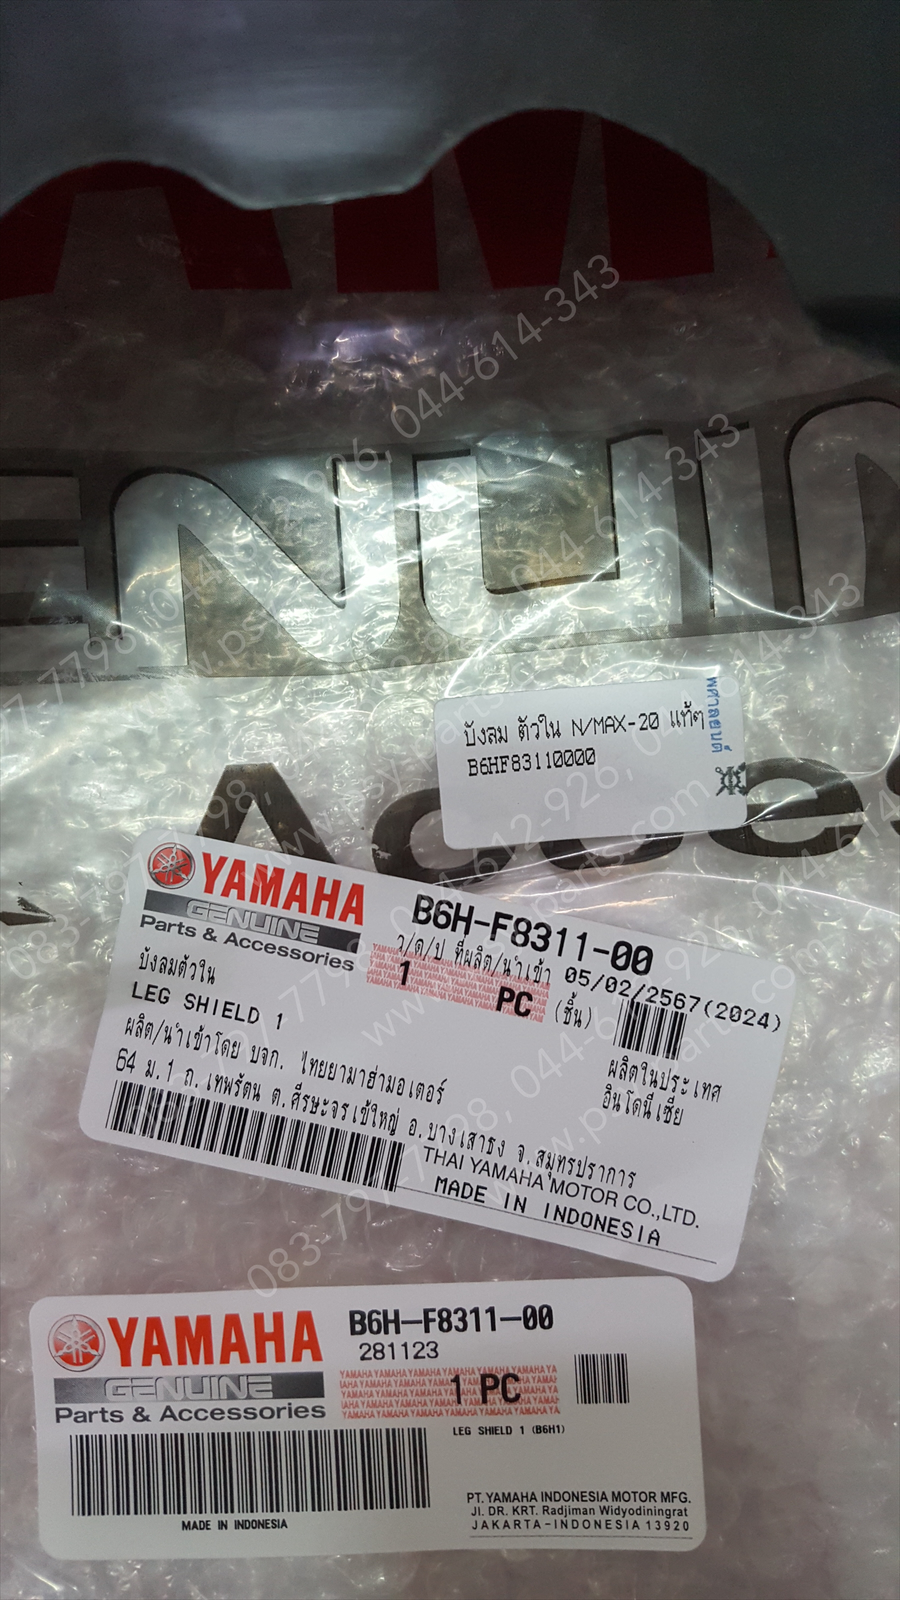 AMA
ENUIN
Acces
บังลม ตัวใน N/MAX-20 แท้ๆ
B6HF83110000
พศาลยนต์
YAMAHA
GENUINE
Parts & Accessories
B6H-F8311-00
ว/ด/ป ที่ผลิต/นำเข้า 05/02/2567(2024)
1 PC (ชิ้น)
บังลมตัวใน
LEG SHIELD 1
ผลิตในประเทศ
อินโดนีเซีย
ผลิต/นำเข้าโดย บจก. ไทยยามาฮ่ามอเตอร์
64 ม.1 ถ.เทพรัตน ต.ศีรษะจรเข้ใหญ่ อ.บางเสาธง จ.สมุทรปราการ
THAI YAMAHA MOTOR CO.,LTD.
MADE IN INDONESIA
YAMAHA
GENUINE
Parts & Accessories
B6H-F8311-00
281123
1 PC
LEG SHIELD 1 (B6H1)
MADE IN INDONESIA
PT. YAMAHA INDONESIA MOTOR MFG.
JL. DR. KRT. Radjiman Widyodiningrat
JAKARTA-INDONESIA 13920